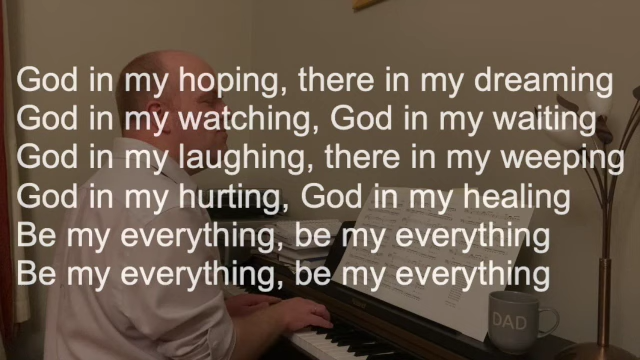 God in my hoping, there in my dreaming
God in my watching, God in my waiting
God in my laughing, there in my weeping
God in my hurting, God in my healing
Be my everything, be my everything
Be my everything, be my everything
DAD